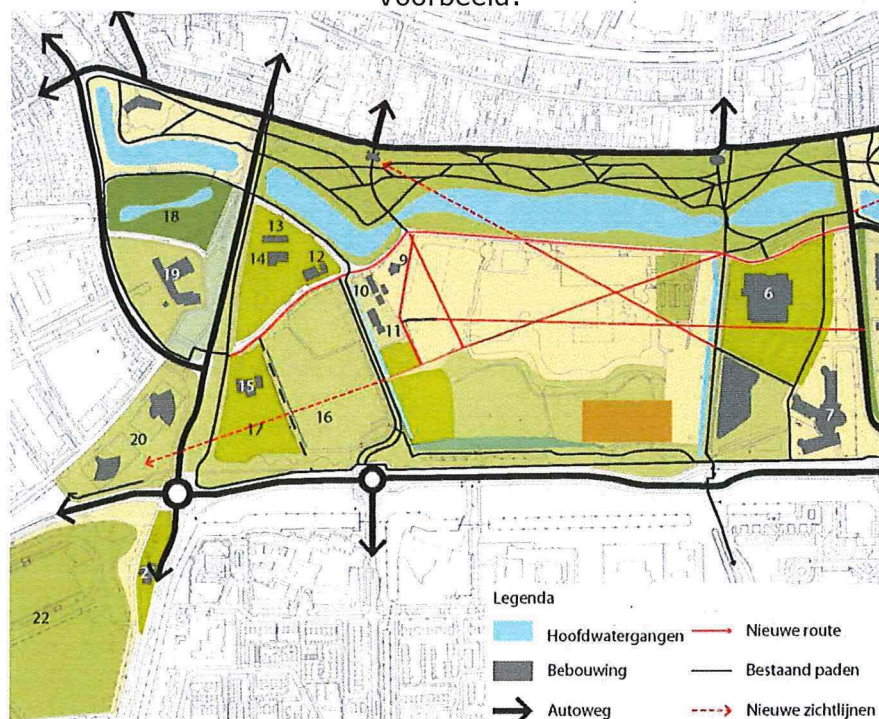 voorbeeld:
18
13
19
14
12
9
10
6
11
15
16
7
20
17
2
22
Legenda
Hoofdwatergangen
Nieuwe route
Bebouwing
Bestaand paden
Autoweg
Nieuwe zichtlijnen